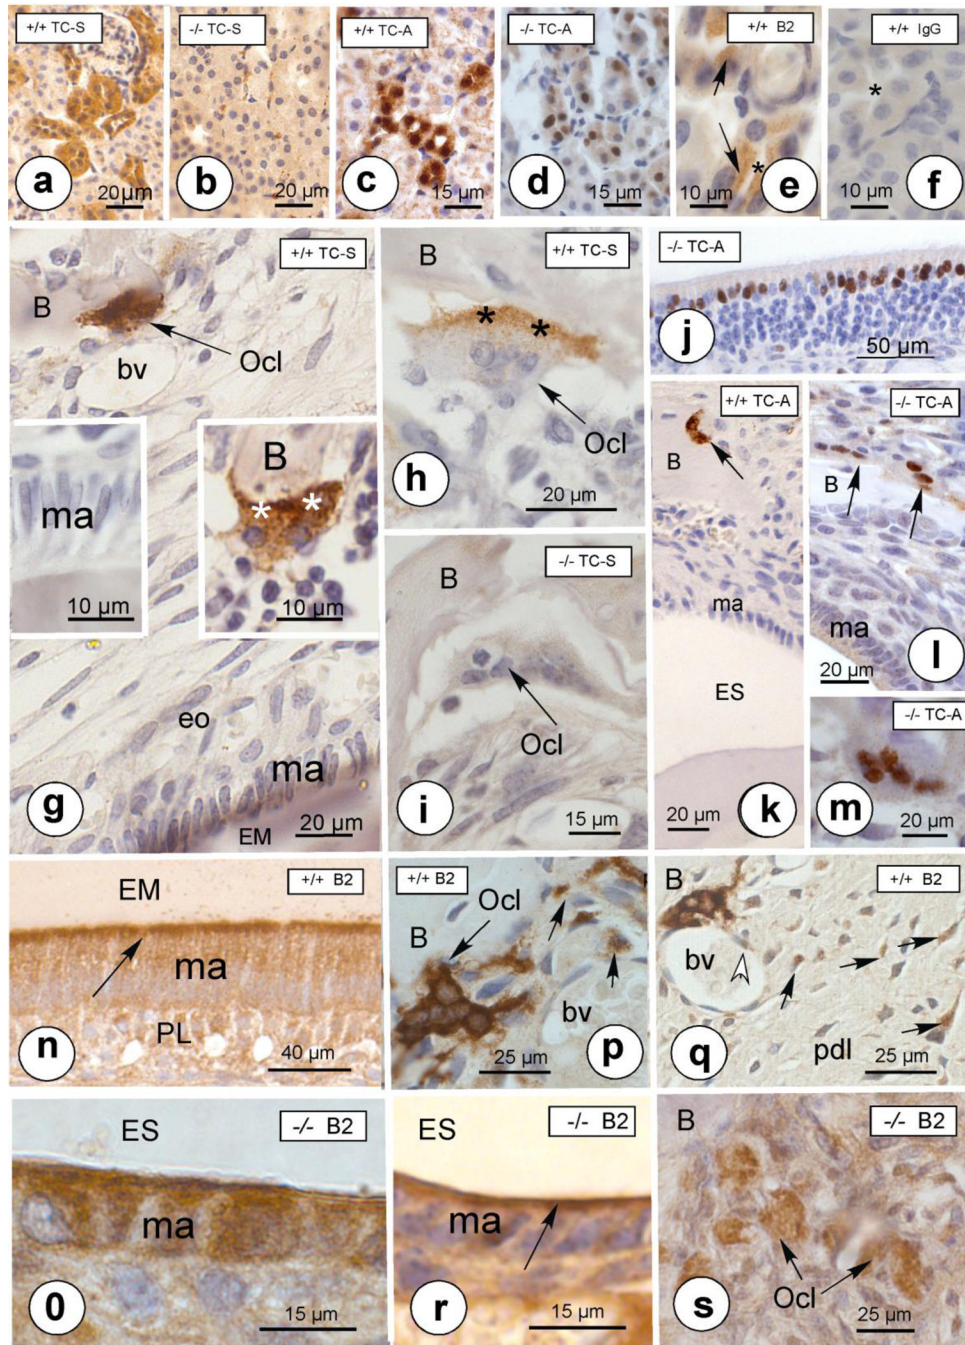 +/+ TC-S
-/- TC-S
+/+ TC-A
-/- TC-A
+/+ B2
+/+ IgG
*
*
a
b
c
d
e
f
20 µm
20 µm
15 µm
15 µm
10 µm
10 µm
+/+ TC-S
B
bv
Ocl
ma
10 µm
B
* *
10 µm
eo
ma
g
EM
20 µm
+/+ TC-S
B
* *
Ocl
h
20 µm
-/- TC-S
B
Ocl
i
15 µm
-/- TC-A
j
50 µm
+/+ TC-A
B
ma
ES
20 µm
k
-/- TC-A
B
ma
l
20 µm
-/- TC-A
m
20 µm
+/+ B2
EM
ma
PL
n
40 µm
+/+ B2
Ocl
B
bv
p
25 µm
B
+/+ B2
bv
q
pdl
25 µm
ES
-/- B2
ma
o
15 µm
ES
-/- B2
ma
r
15 µm
B
-/- B2
s
Ocl
25 µm